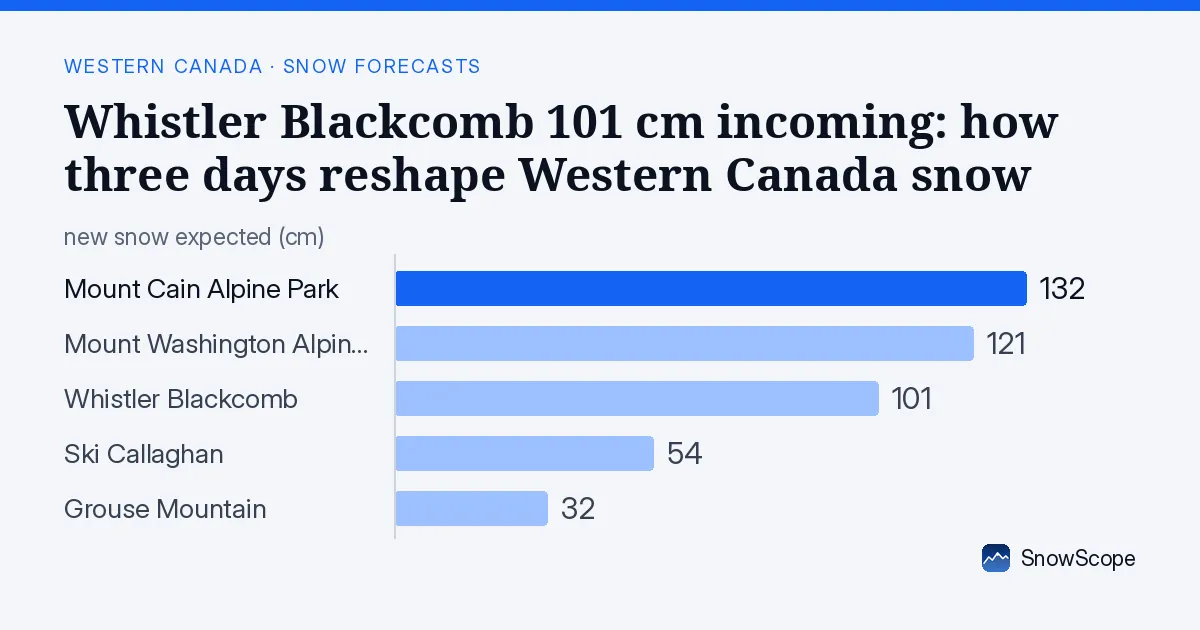 WESTERN CANADA · SNOW FORECASTS
Whistler Blackcomb 101 cm incoming: how
three days reshape Western Canada snow
new snow expected (cm)
Mount Cain Alpine Park 132
Mount Washington Alpin... 121
Whistler Blackcomb 101
Ski Callaghan 54
Grouse Mountain 32
SnowScope